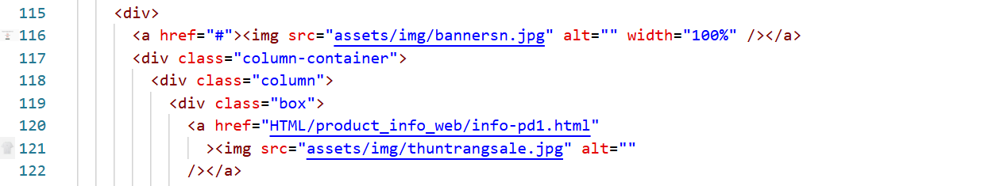 115 <div>
116 <a href="#"><img src="assets/img/bannersn.jpg" alt="" width="100%" /></a>
117 <div class="column-container">
118 <div class="column">
119 <div class="box">
120 <a href="HTML/product_info_web/info-pd1.html"
121 ><img src="assets/img/thuntrangsale.jpg" alt=""
122 /></a>